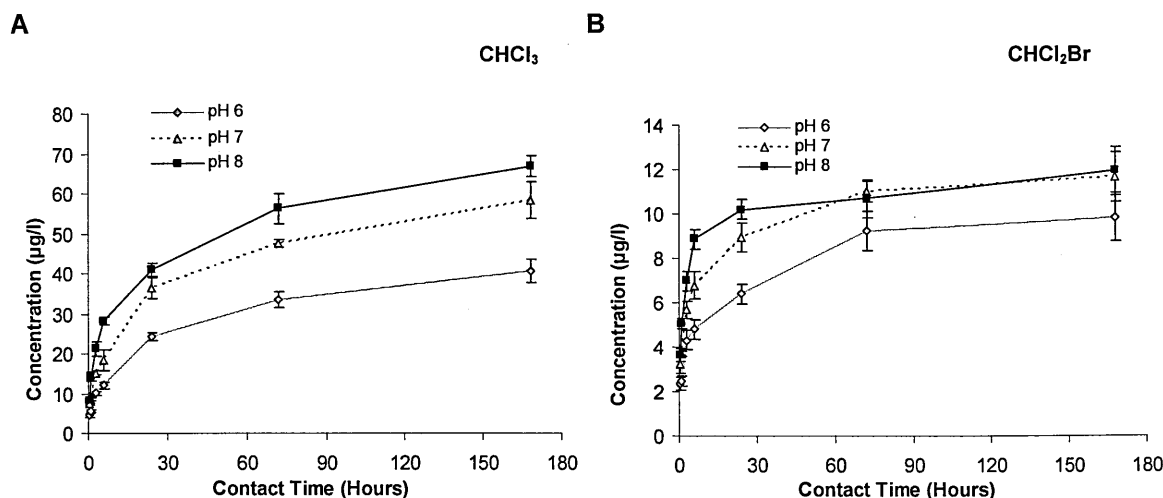 A
CHCl₃
pH 6
pH 7
pH 8
80
70
60
50
40
30
20
10
0
Concentration (µg/l)
0 30 60 90 120 150 180
Contact Time (Hours)
B
CHCl₂Br
pH 6
pH 7
pH 8
14
12
10
8
6
4
2
0
Concentration (µg/l)
0 30 60 90 120 150 180
Contact Time (Hours)